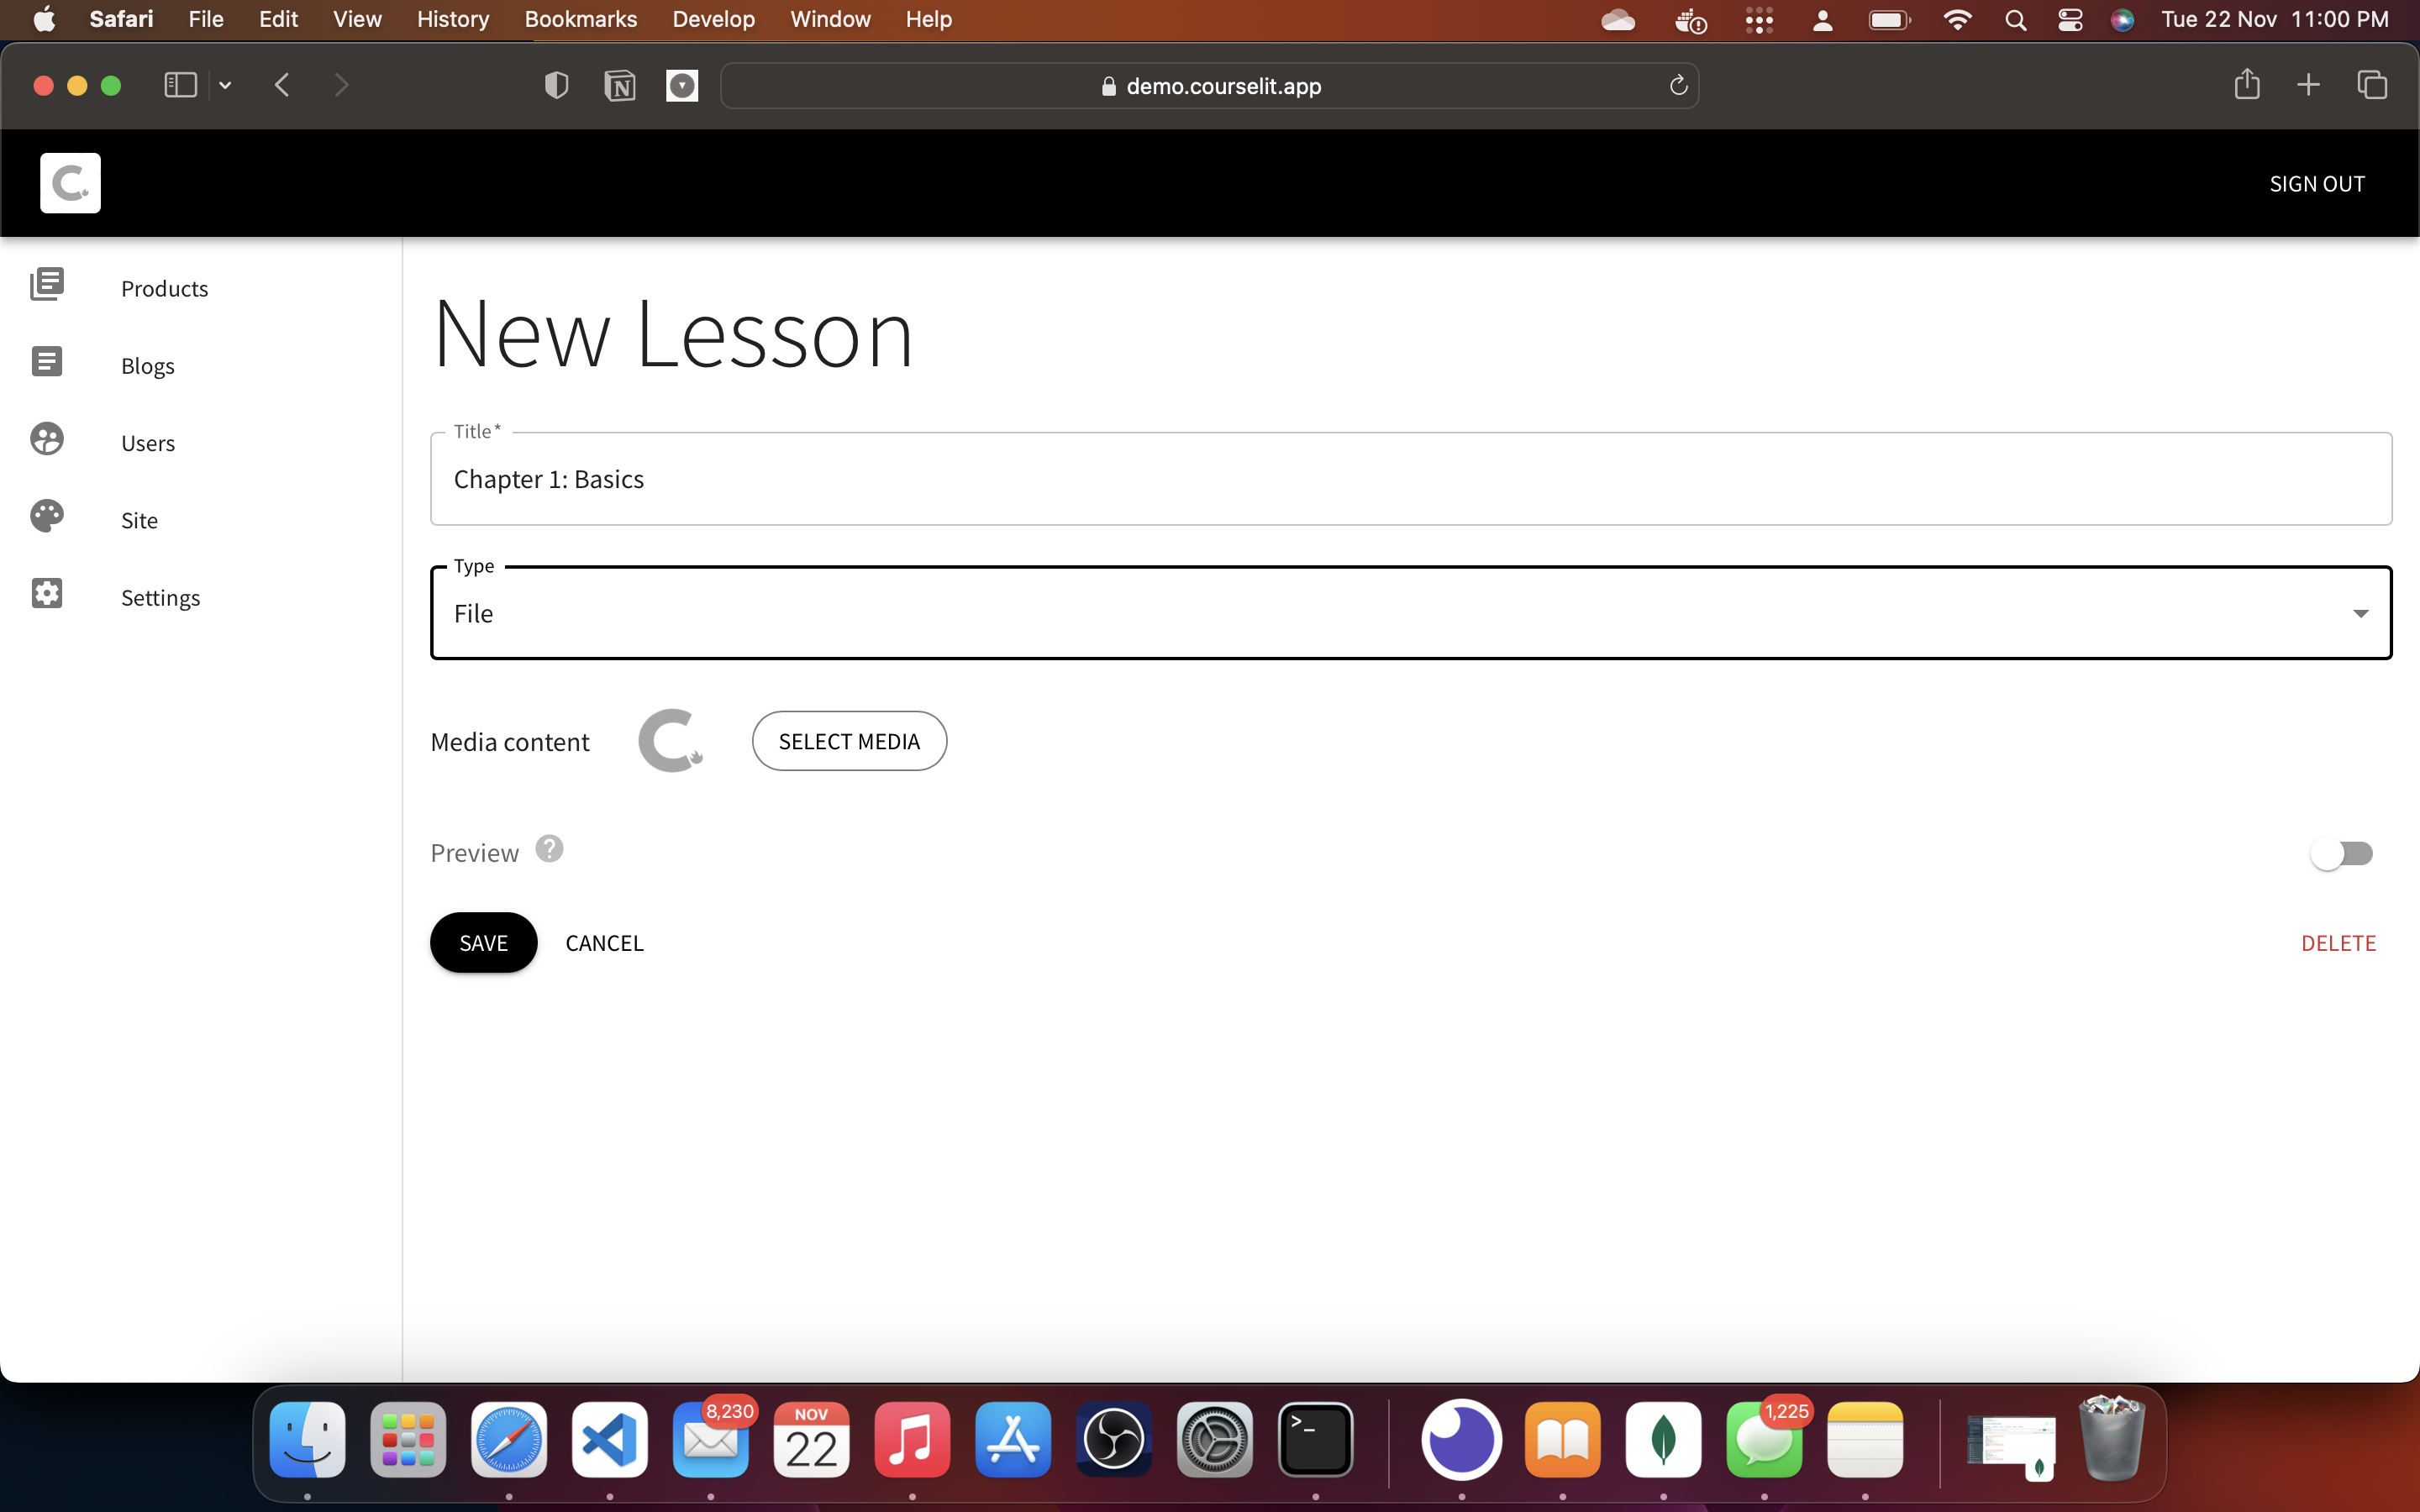 Safari File Edit View History Bookmarks Develop Window Help Tue 22 Nov 11:00 PM
demo.courselit.app
SIGN OUT
Products
Blogs
Users
Site
Settings
New Lesson
Title*
Chapter 1: Basics
Type
File
Media content SELECT MEDIA
Preview ?
SAVE CANCEL DELETE
8,230
NOV
22
1,225